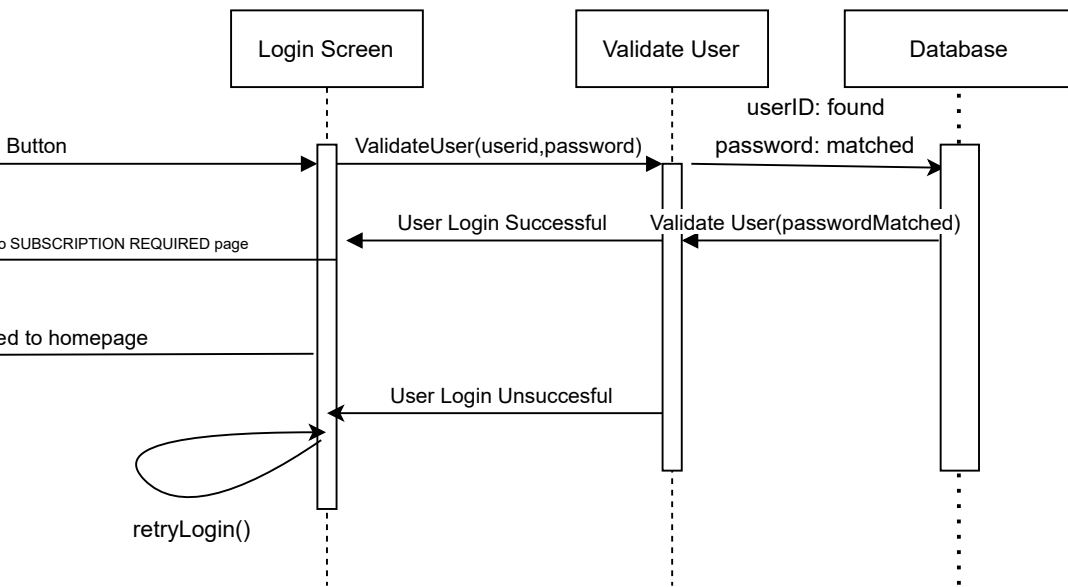 Login Screen
Validate User
Database
userID: found
Button
ValidateUser(userid,password)
password: matched
User Login Successful
Validate User(passwordMatched)
SUBSCRIPTION REQUIRED page
to homepage
User Login Unsuccesful
retryLogin()